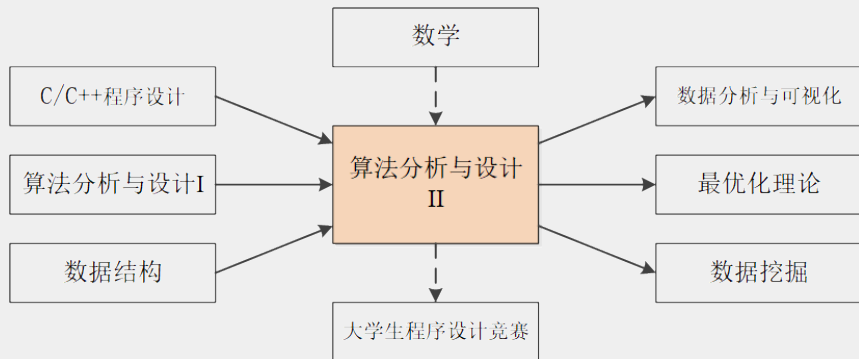 数学
C/C++程序设计
数据分析与可视化
算法分析与设计I
算法分析与设计
II
最优化理论
数据结构
数据挖掘
大学生程序设计竞赛